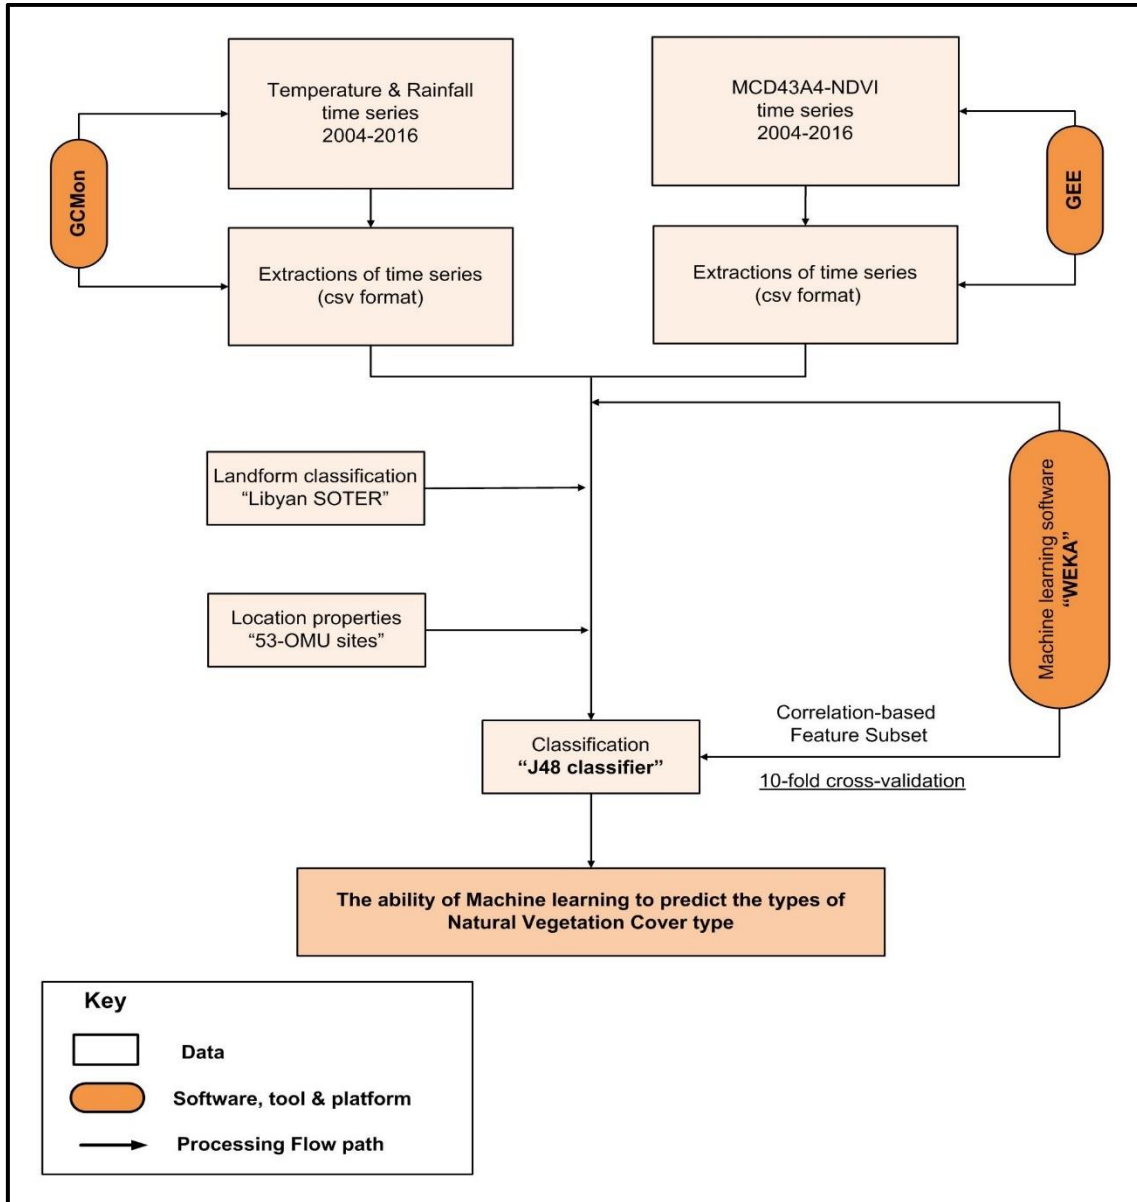 Temperature & Rainfall
time series
2004-2016
MCD43A4-NDVI
time series
2004-2016
GCMon
GEE
Extractions of time series
(csv format)
Extractions of time series
(csv format)
Landform classification
“Libyan SOTER”
Location properties
“53-OMU sites”
Machine learning software
“WEKA”
Correlation-based
Feature Subset
10-fold cross-validation
Classification
“J48 classifier”
The ability of Machine learning to predict the types of
Natural Vegetation Cover type
Key
Data
Software, tool & platform
Processing Flow path